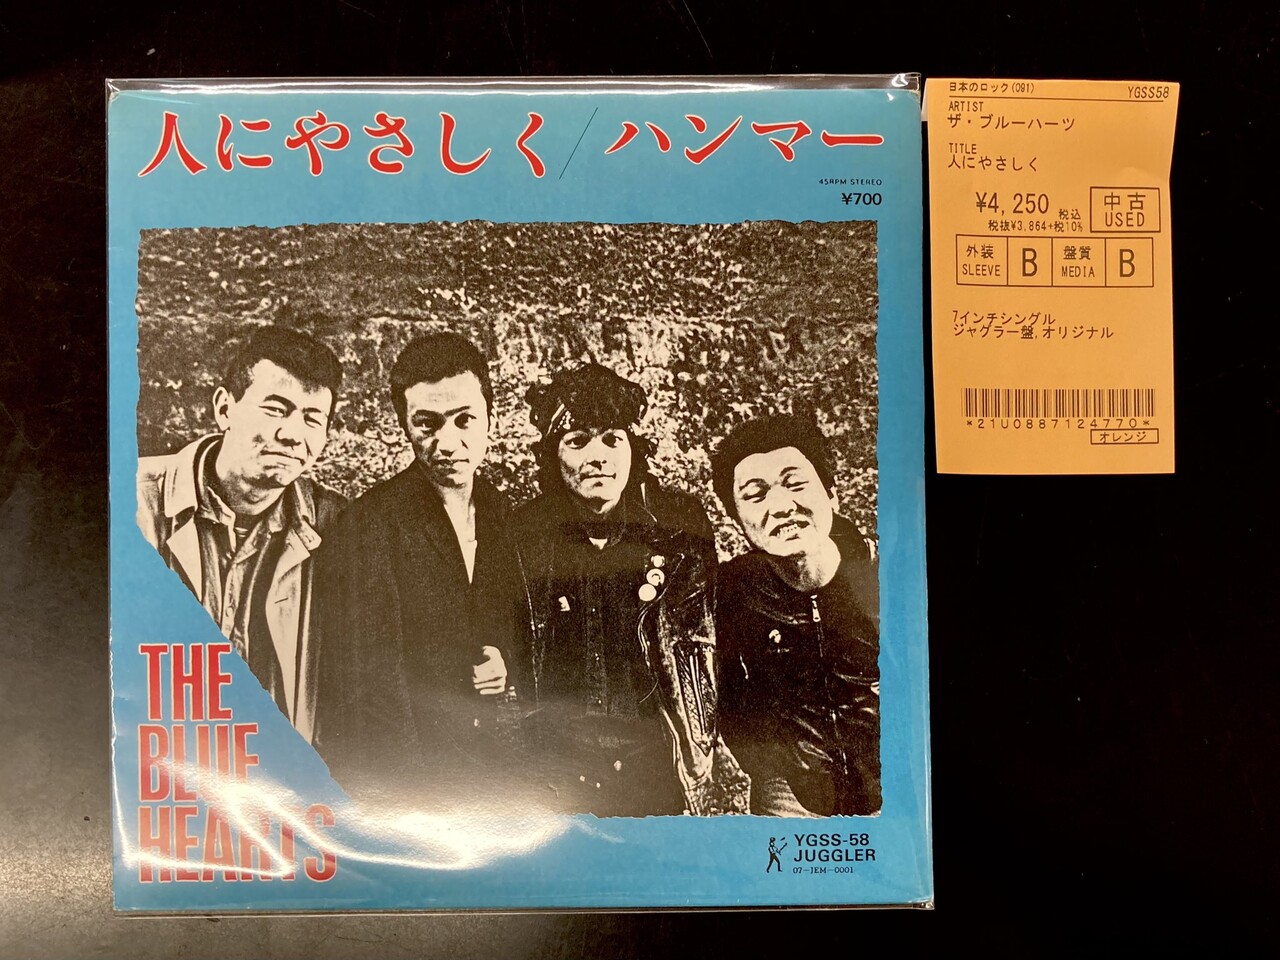 人にやさしく/ハンマー
45RPM STEREO
¥700
THE
BLUE
HEARTS
YGSS-58
JUGGLER
07-JEM-0001
日本のロック(091) YGSS58
ARTIST
ザ・ブルーハーツ
TITLE
人にやさしく
¥4,250 税込
税抜¥3,864+税10%
中古
USED
外装
SLEEVE
B
盤質
MEDIA
B
7インチシングル
ジャグラー盤,オリジナル
*21U0887124770*
オレンジ